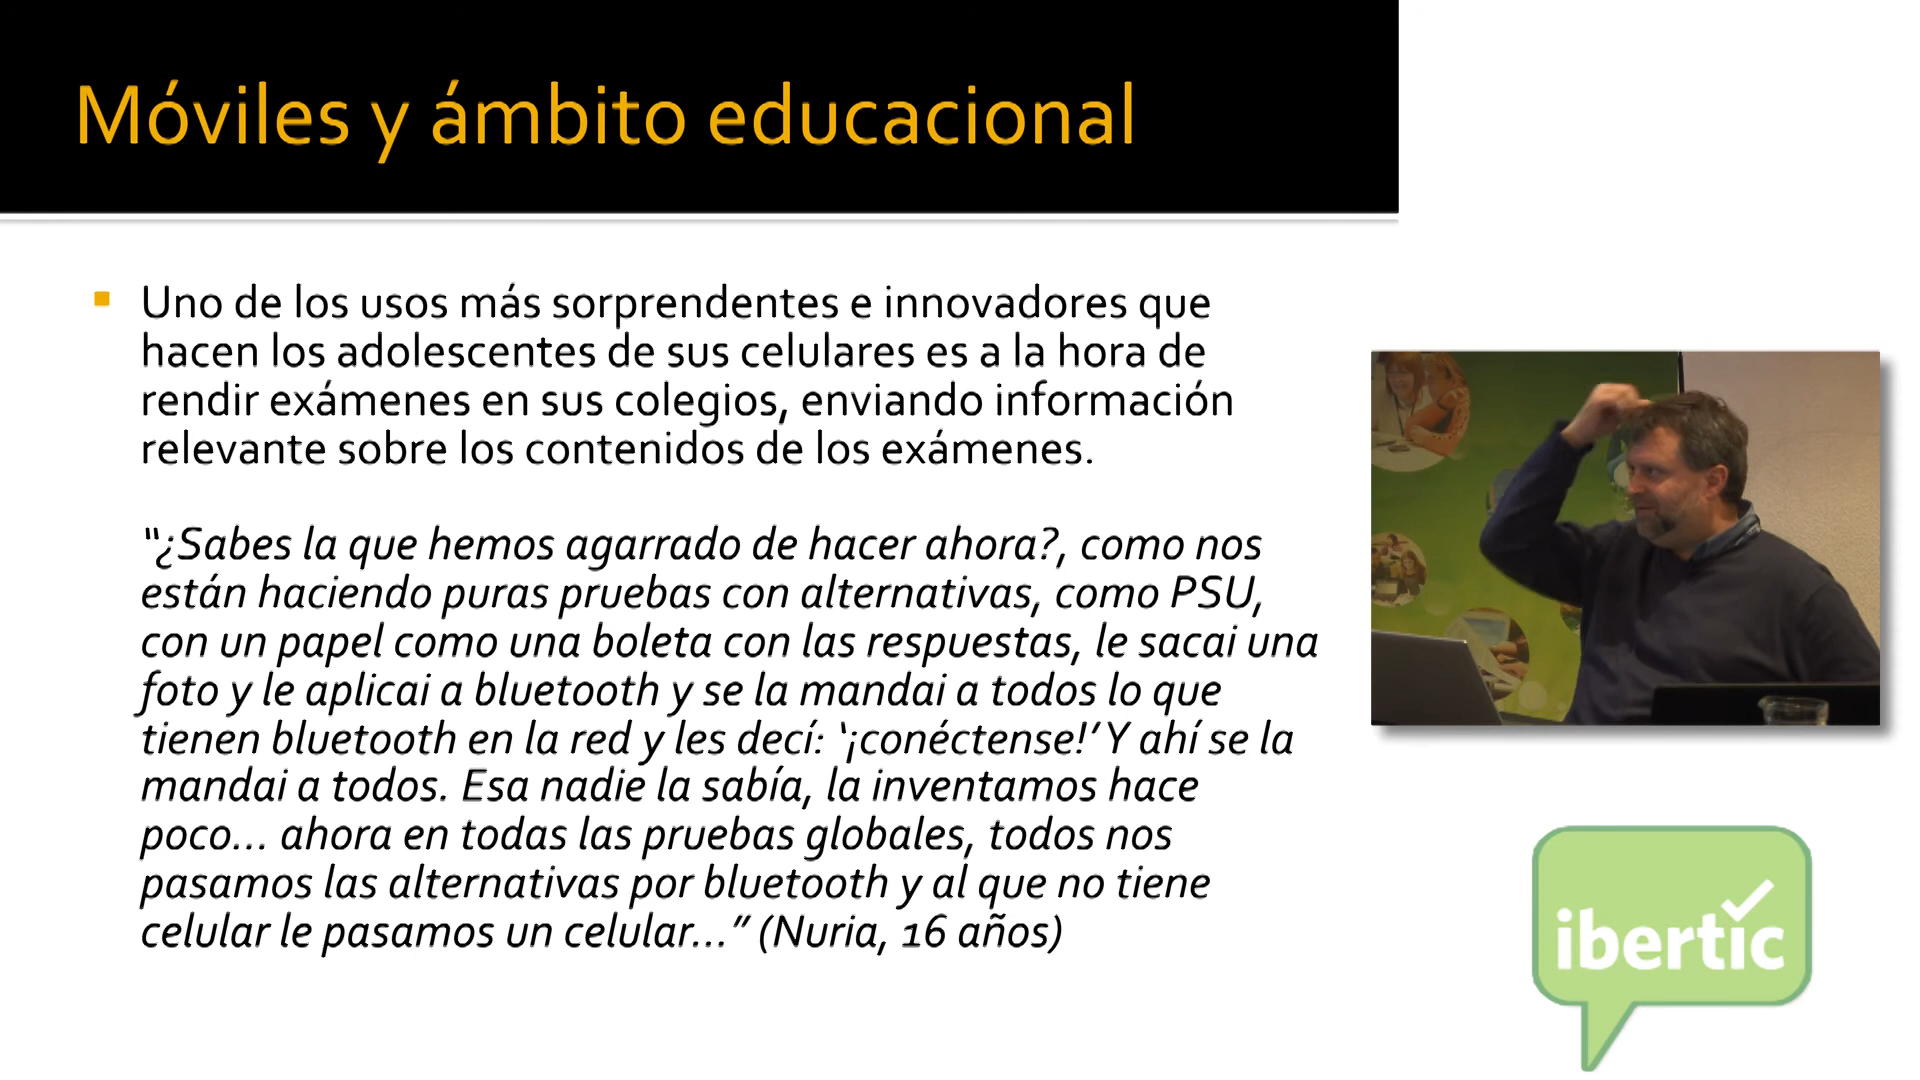 Móviles y ámbito educacional
Uno de los usos más sorprendentes e innovadores que
hacen los adolescentes de sus celulares es a la hora de
rendir exámenes en sus colegios, enviando información
relevante sobre los contenidos de los exámenes.
“¿Sabes la que hemos agarrado de hacer ahora?, como nos
están haciendo puras pruebas con alternativas, como PSU,
con un papel como una boleta con las respuestas, le sacai una
foto y le aplicai a bluetooth y se la mandai a todos lo que
tienen bluetooth en la red y les decí: ‘¡conéctense!’ Y ahí se la
mandai a todos. Esa nadie la sabía, la inventamos hace
poco… ahora en todas las pruebas globales, todos nos
pasamos las alternativas por bluetooth y al que no tiene
celular le pasamos un celular…” (Nuria, 16 años)
ibertic